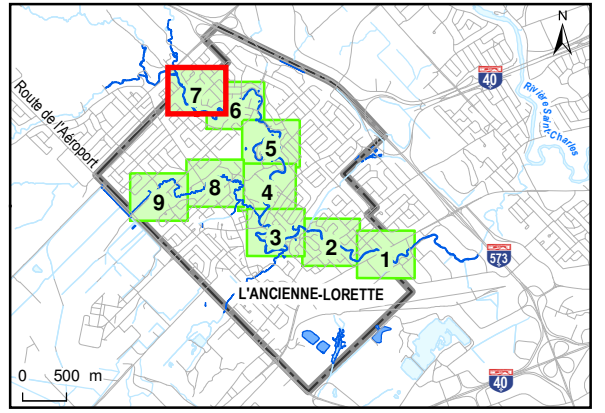 N
40
Rivière Saint-Charles
Route de l'Aéroport
7
6
5
8
4
9
3
2
1
573
L'ANCIENNE-LORETTE
0 500 m
40